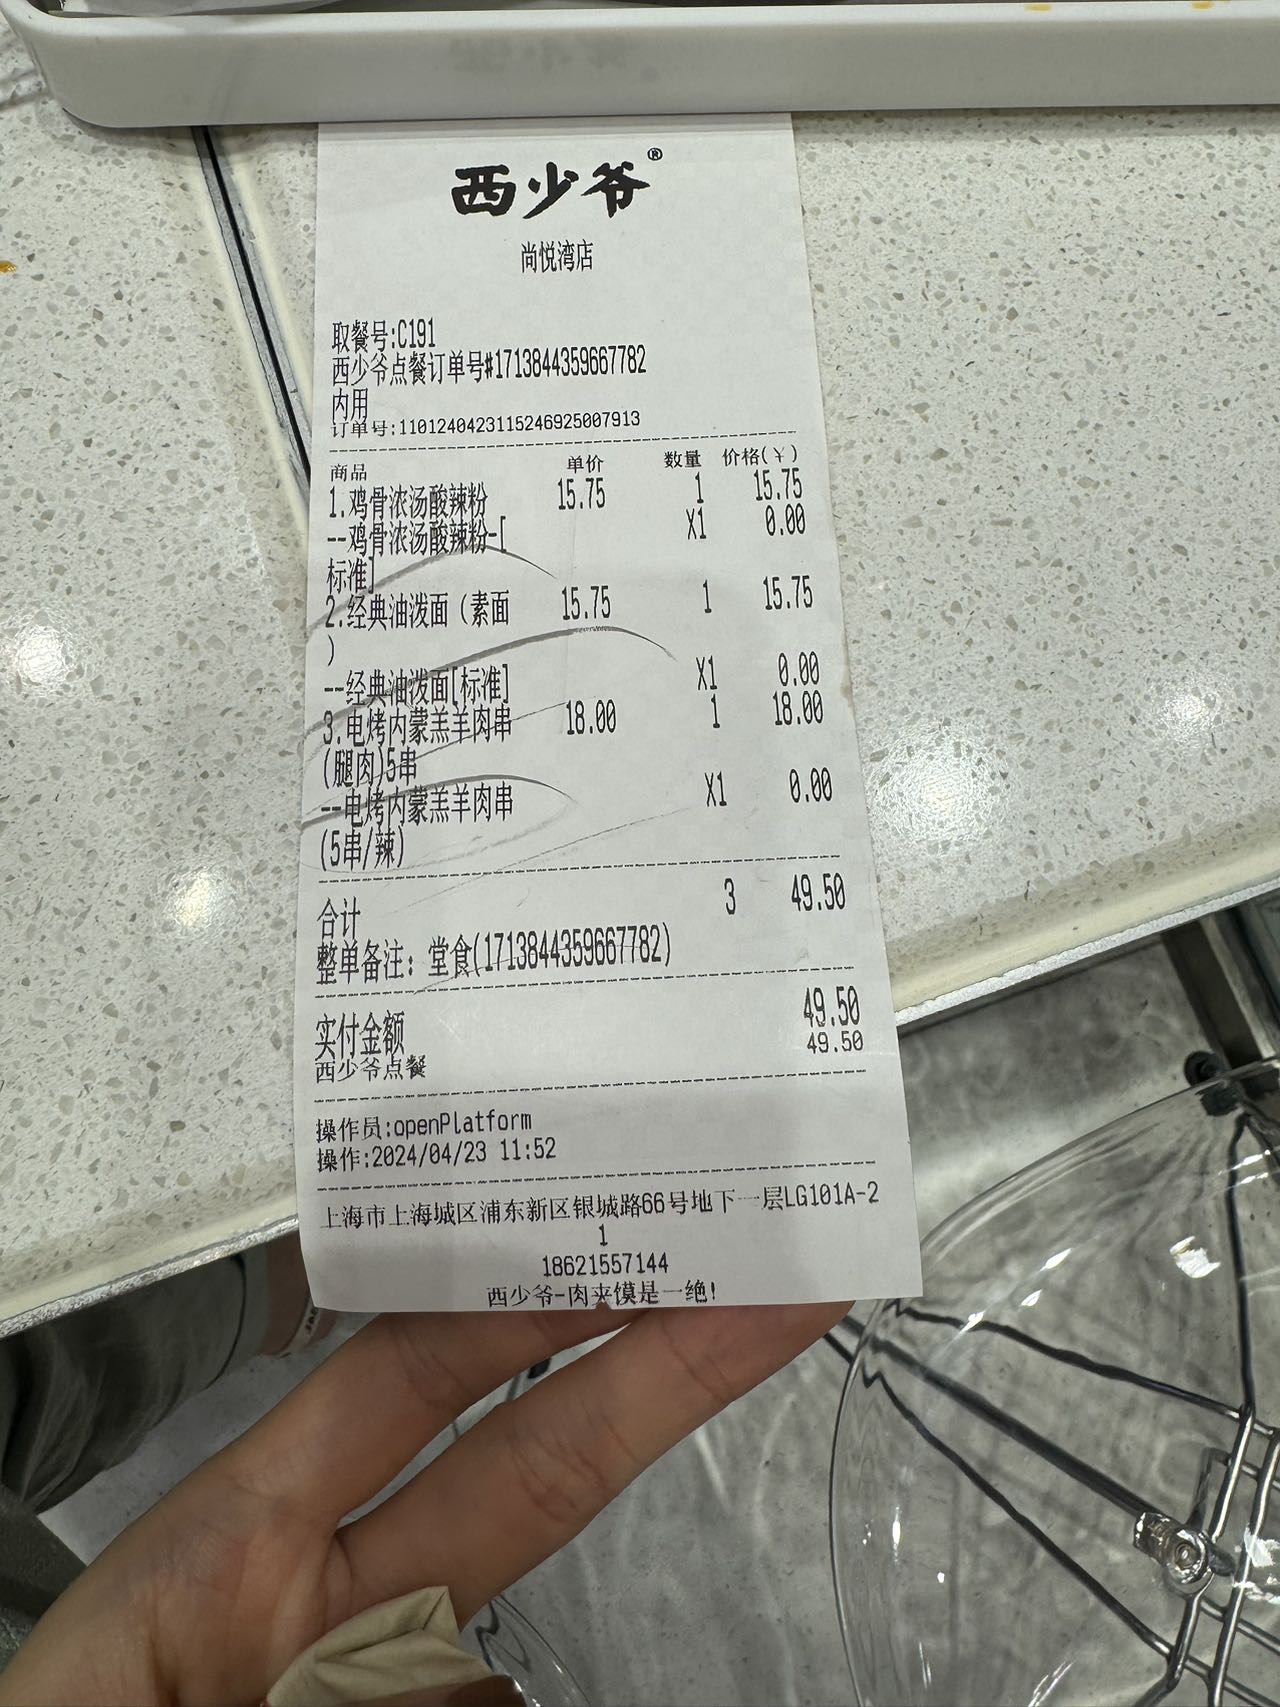 西少爷®
尚悦湾店
取餐号:C191
西少爷点餐订单号#1713844359667782
内用
订单号:11012404231152469250079​13
商品 单价 数量 价格(¥)
1.鸡骨浓汤酸辣粉 15.75 1 15.75
--鸡骨浓汤酸辣粉-[ X1 0.00
标准]
2.经典油泼面(素面 15.75 1 15.75
)
--经典油泼面[标准] X1 0.00
3.电烤内蒙羔羊肉串 18.00 1 18.00
(腿肉)5串
--电烤内蒙羔羊肉串 X1 0.00
(5串/辣)
合计 3 49.50
整单备注: 堂食(1713844359667782)
实付金额 49.50
西少爷点餐 49.50
操作员:openPlatform
操作:2024/04/23 11:52
上海市上海城区浦东新区银城路66号地下一层LG101A-2
1
18621557144
西少爷-肉夹馍是一绝!